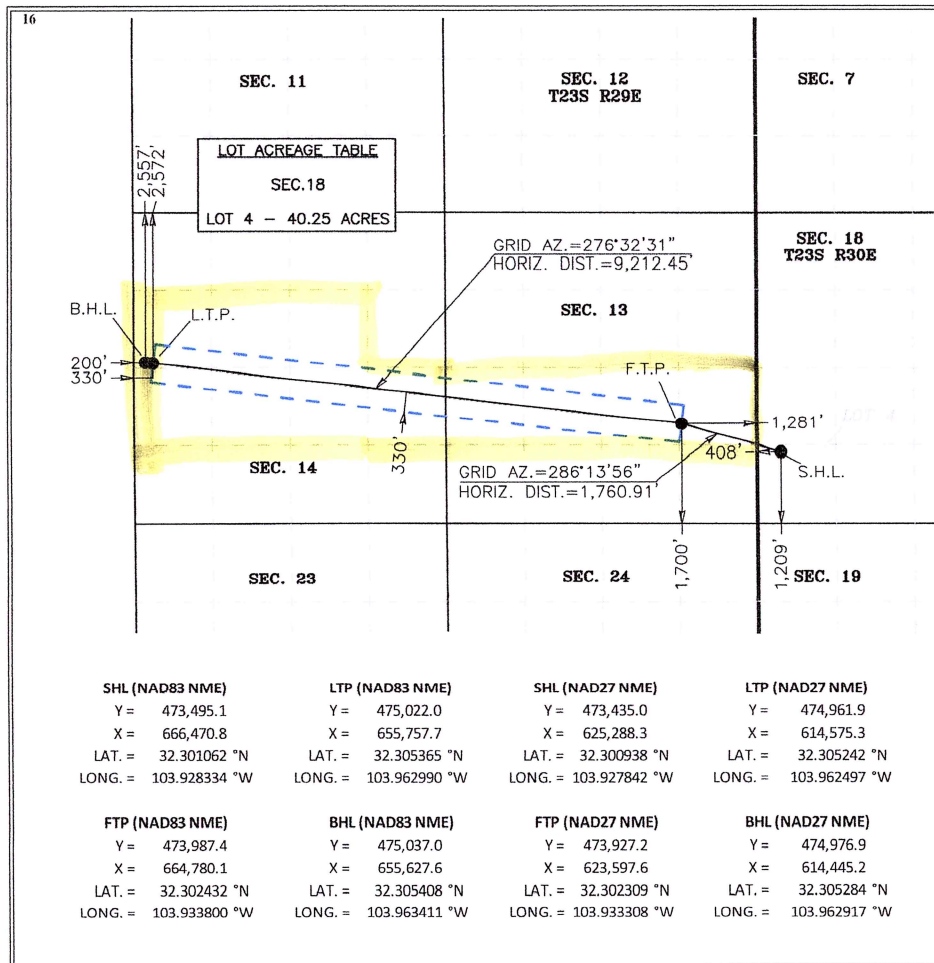 16
SEC. 11
SEC. 12
T23S R29E
SEC. 7
2,557'
2,572'
LOT ACREAGE TABLE
SEC.18
LOT 4 – 40.25 ACRES
GRID AZ.=276°32'31"
HORIZ. DIST.=9,212.45'
SEC. 18
T23S R30E
SEC. 13
B.H.L.
L.T.P.
200'
330'
F.T.P.
1,281'
330'
408'
S.H.L.
SEC. 14
GRID AZ.=286°13'56"
HORIZ. DIST.=1,760.91'
1,700'
1,209'
SEC. 23
SEC. 24
SEC. 19
SHL (NAD83 NME)
Y = 473,495.1
X = 666,470.8
LAT. = 32.301062 °N
LONG. = 103.928334 °W
LTP (NAD83 NME)
Y = 475,022.0
X = 655,757.7
LAT. = 32.305365 °N
LONG. = 103.962990 °W
SHL (NAD27 NME)
Y = 473,435.0
X = 625,288.3
LAT. = 32.300938 °N
LONG. = 103.927842 °W
LTP (NAD27 NME)
Y = 474,961.9
X = 614,575.3
LAT. = 32.305242 °N
LONG. = 103.962497 °W
FTP (NAD83 NME)
Y = 473,987.4
X = 664,780.1
LAT. = 32.302432 °N
LONG. = 103.933800 °W
BHL (NAD83 NME)
Y = 475,037.0
X = 655,627.6
LAT. = 32.305408 °N
LONG. = 103.963411 °W
FTP (NAD27 NME)
Y = 473,927.2
X = 623,597.6
LAT. = 32.302309 °N
LONG. = 103.933308 °W
BHL (NAD27 NME)
Y = 474,976.9
X = 614,445.2
LAT. = 32.305284 °N
LONG. = 103.962917 °W